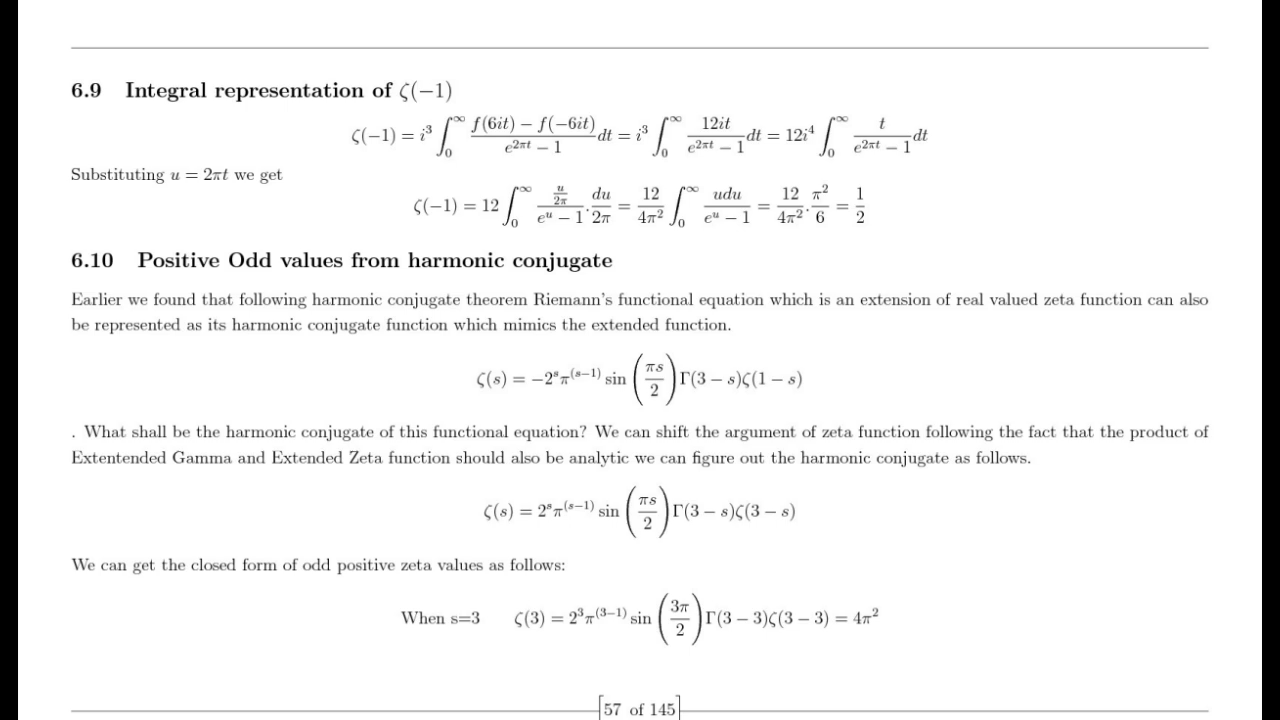 6.9 Integral representation of ζ(−1)
ζ(−1) = i³ ∫₀^∞ (f(6it) − f(−6it))/(e^{2πt} − 1) dt = i³ ∫₀^∞ 12it/(e^{2πt} − 1) dt = 12i⁴ ∫₀^∞ t/(e^{2πt} − 1) dt
Substituting u = 2πt we get
ζ(−1) = 12 ∫₀^∞ (u/2π)/(e^u − 1) . du/2π = 12/4π² ∫₀^∞ udu/(e^u − 1) = 12/4π² . π²/6 = 1/2
6.10 Positive Odd values from harmonic conjugate
Earlier we found that following harmonic conjugate theorem Riemann's functional equation which is an extension of real valued zeta function can also
be represented as its harmonic conjugate function which mimics the extended function.
ζ(s) = −2^s π^{(s−1)} sin(πs/2) Γ(3 − s)ζ(1 − s)
. What shall be the harmonic conjugate of this functional equation? We can shift the argument of zeta function following the fact that the product of
Extentended Gamma and Extended Zeta function should also be analytic we can figure out the harmonic conjugate as follows.
ζ(s) = 2^s π^{(s−1)} sin(πs/2) Γ(3 − s)ζ(3 − s)
We can get the closed form of odd positive zeta values as follows:
When s=3 ζ(3) = 2³π^{(3−1)} sin(3π/2) Γ(3 − 3)ζ(3 − 3) = 4π²
[57 of 145]